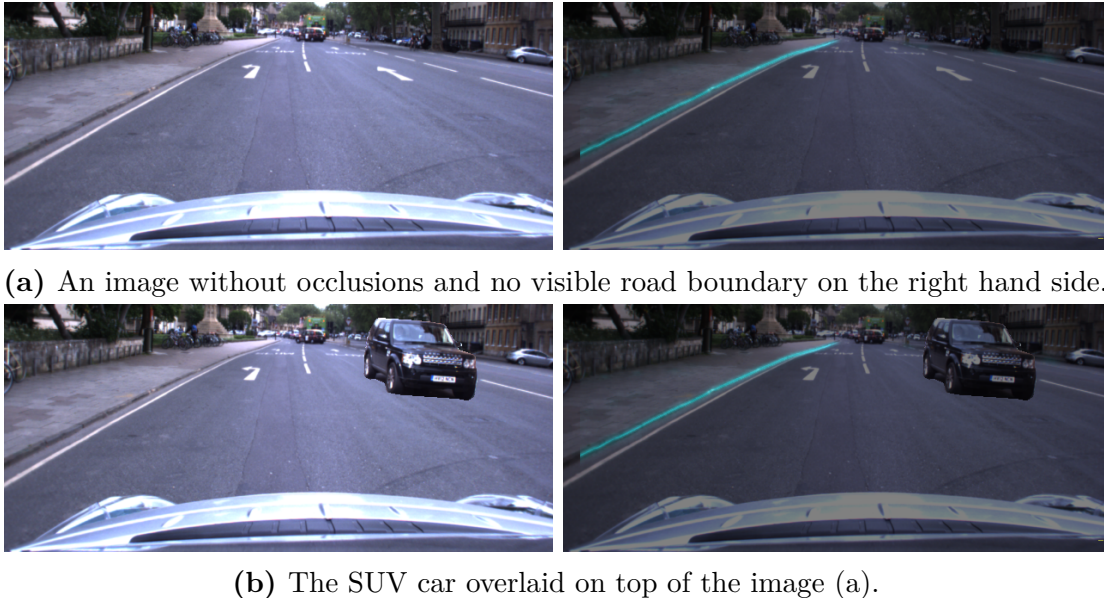 (a) An image without occlusions and no visible road boundary on the right hand side.
(b) The SUV car overlaid on top of the image (a).